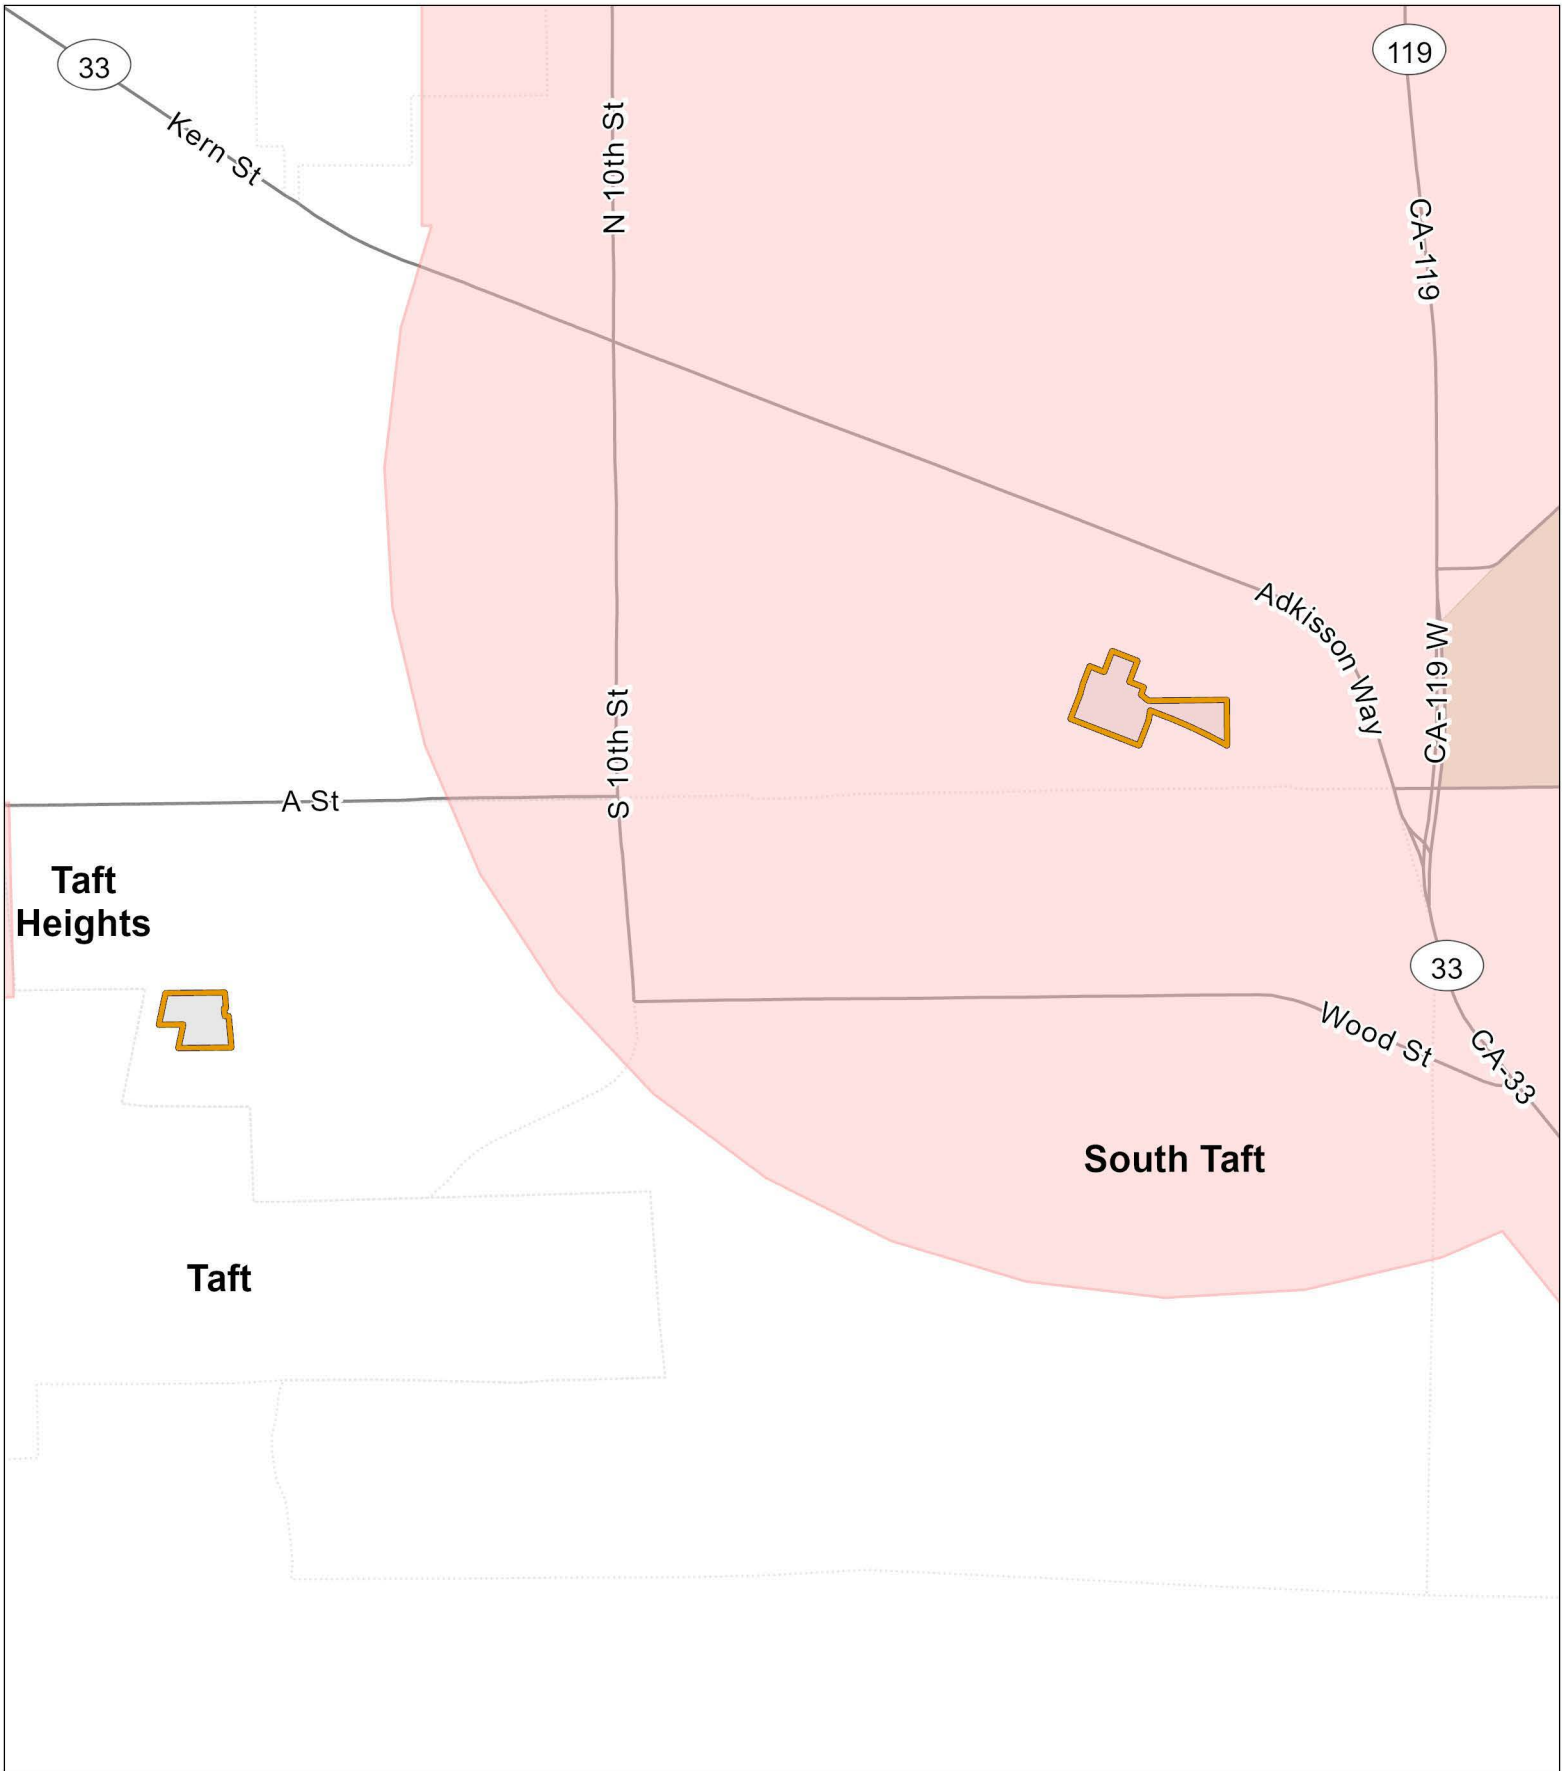 33
119
Kern St
N 10th St
CA-119
Adkisson Way
CA-119 W
S 10th St
A St
Taft
Heights
33
Wood St
CA-33
South Taft
Taft